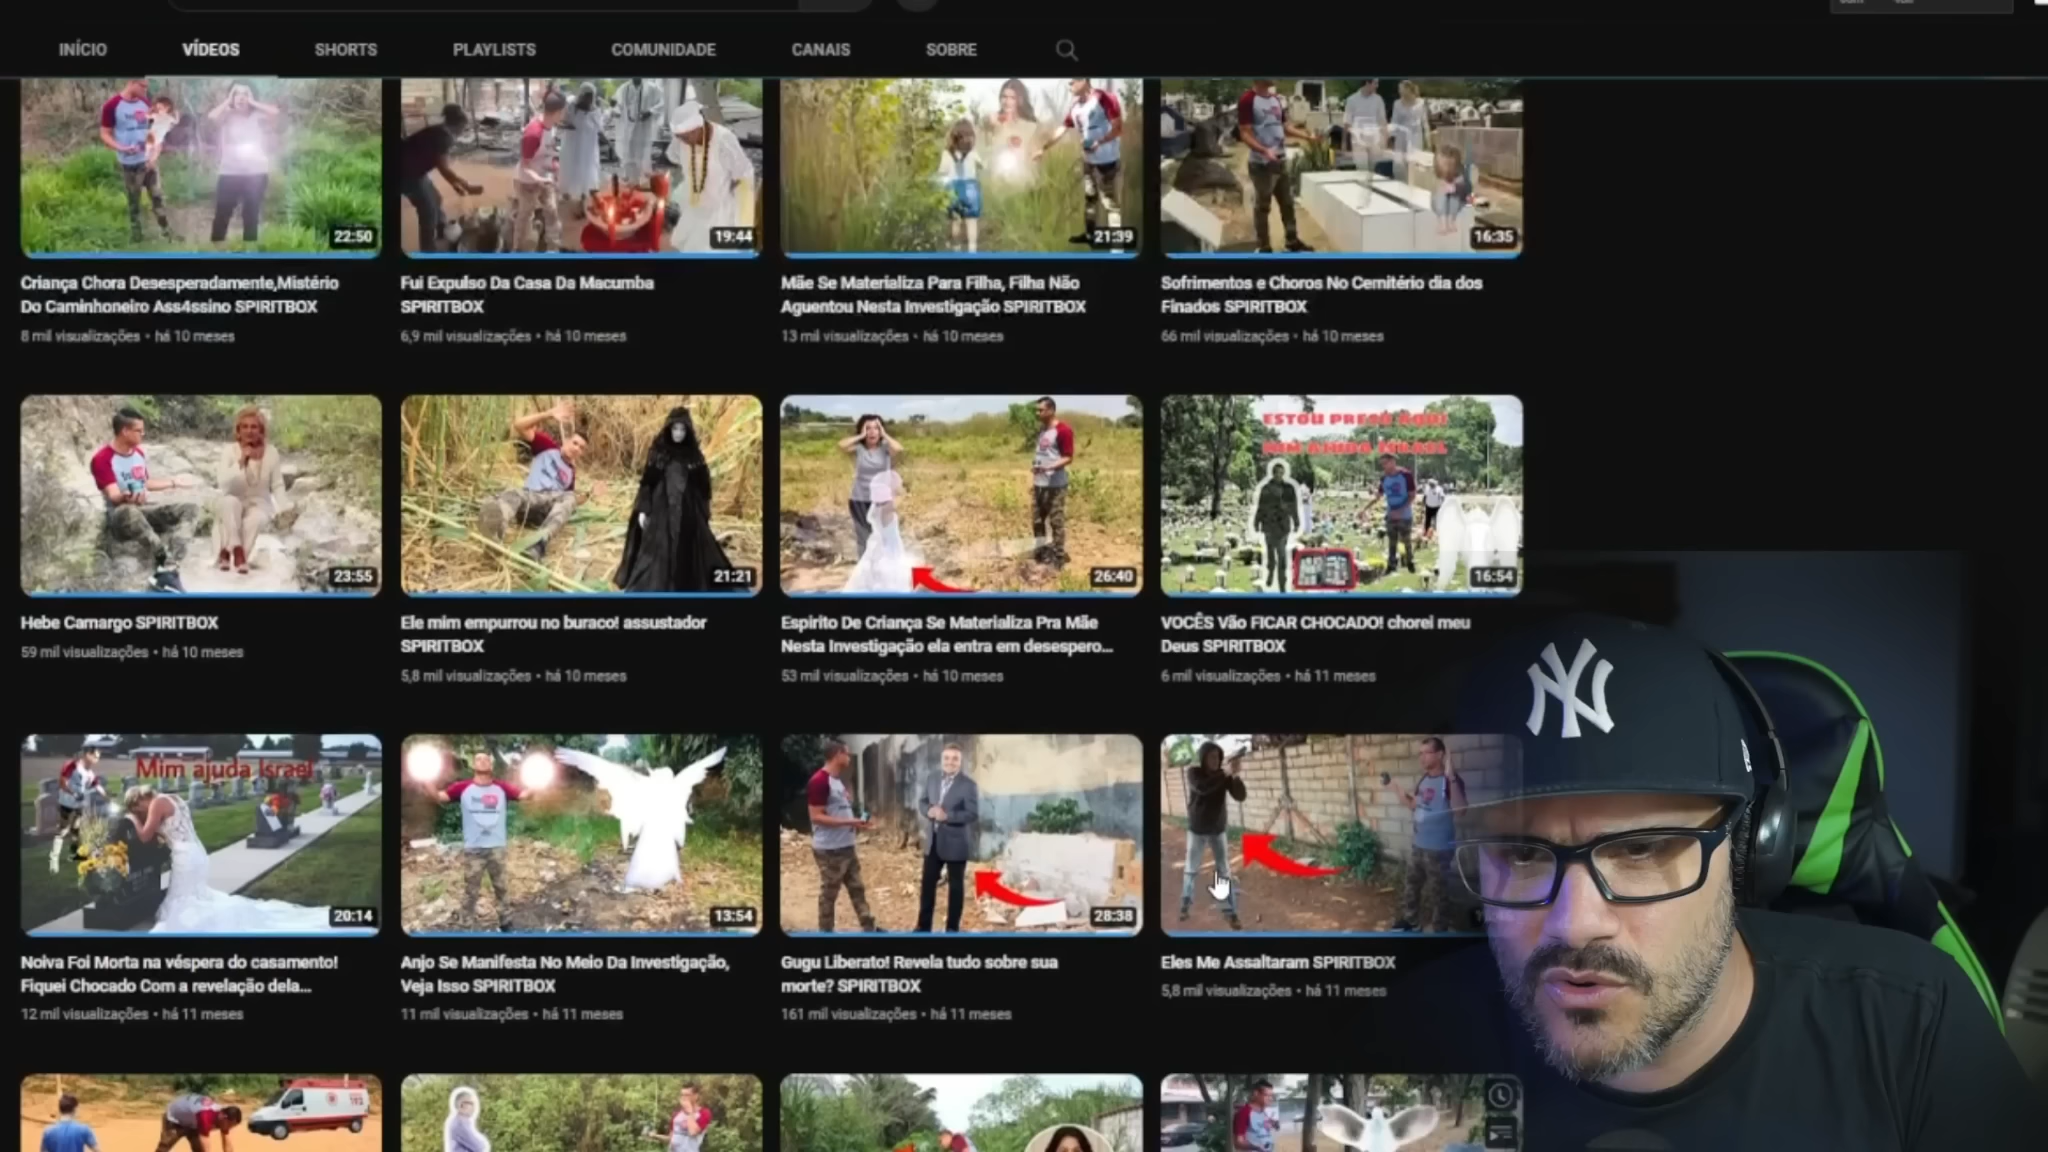 INÍCIO
VÍDEOS
SHORTS
PLAYLISTS
COMUNIDADE
CANAIS
SOBRE
22:50
19:44
21:39
16:35
Criança Chora Desesperadamente,Mistério
Do Caminhoneiro Ass4ssino SPIRITBOX
8 mil visualizações • há 10 meses
Fui Expulso Da Casa Da Macumba
SPIRITBOX
6,9 mil visualizações • há 10 meses
Mãe Se Materializa Para Filha, Filha Não
Aguentou Nesta Investigação SPIRITBOX
13 mil visualizações • há 10 meses
Sofrimentos e Choros No Cemitério dia dos
Finados SPIRITBOX
66 mil visualizações • há 10 meses
ESTOU PRESO AQUI
MIM AJUDA ISRAEL
23:55
21:21
26:40
16:54
Hebe Camargo SPIRITBOX
59 mil visualizações • há 10 meses
Ele mim empurrou no buraco! assustador
SPIRITBOX
5,8 mil visualizações • há 10 meses
Espirito De Criança Se Materializa Pra Mãe
Nesta Investigação ela entra em desespero...
53 mil visualizações • há 10 meses
VOCÊS Vão FICAR CHOCADO! chorei meu
Deus SPIRITBOX
6 mil visualizações • há 11 meses
NY
Mim ajuda Israel
20:14
13:54
28:38
Noiva Foi Morta na véspera do casamento!
Fiquei Chocado Com a revelação dela...
12 mil visualizações • há 11 meses
Anjo Se Manifesta No Meio Da Investigação,
Veja Isso SPIRITBOX
11 mil visualizações • há 11 meses
Gugu Liberato! Revela tudo sobre sua
morte? SPIRITBOX
161 mil visualizações • há 11 meses
Eles Me Assaltaram SPIRITBOX
5,8 mil visualizações • há 11 meses
192